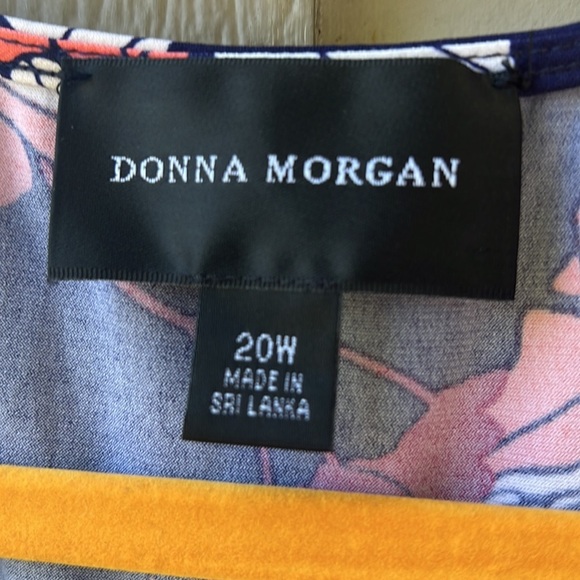 DONNA MORGAN
20W
MADE IN
SRI LANKA